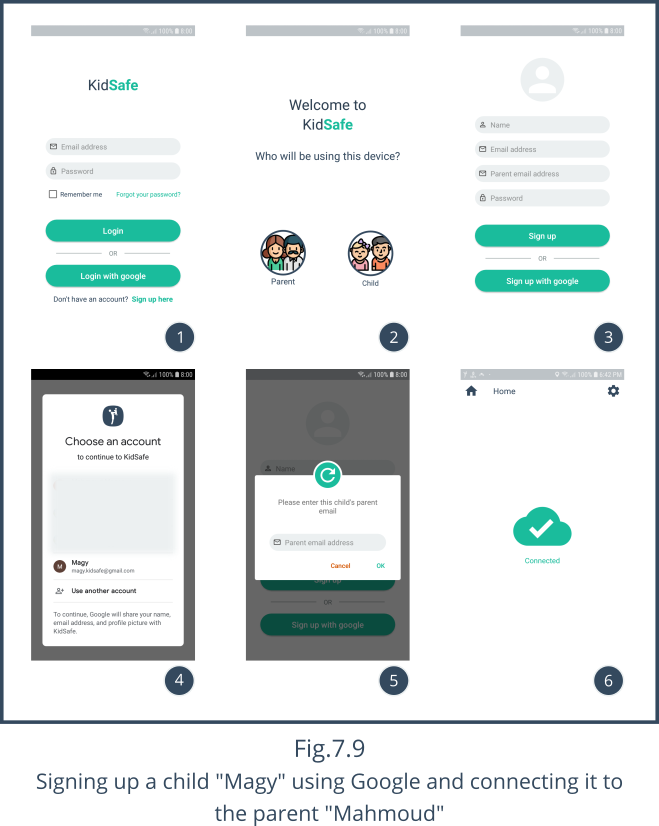 100% 8:00
KidSafe
Email address
Password
Remember me Forgot your password?
Login
OR
Login with google
Don't have an account? Sign up here
1
100% 8:00
Welcome to
KidSafe
Who will be using this device?
Parent
Child
2
100% 8:00
Name
Email address
Parent email address
Password
Sign up
OR
Sign up with google
3
100% 8:00
Choose an account
to continue to KidSafe
M
Magy
magy.kidsafe@gmail.com
Use another account
To continue, Google will share your name,
email address, and profile picture with
KidSafe.
4
100% 8:00
Name
Please enter this child's parent
email
Parent email address
Cancel OK
Sign up
OR
Sign up with google
5
100% 6:43 PM
Home
Connected
6
Fig.7.9
Signing up a child "Magy" using Google and connecting it to
the parent "Mahmoud"